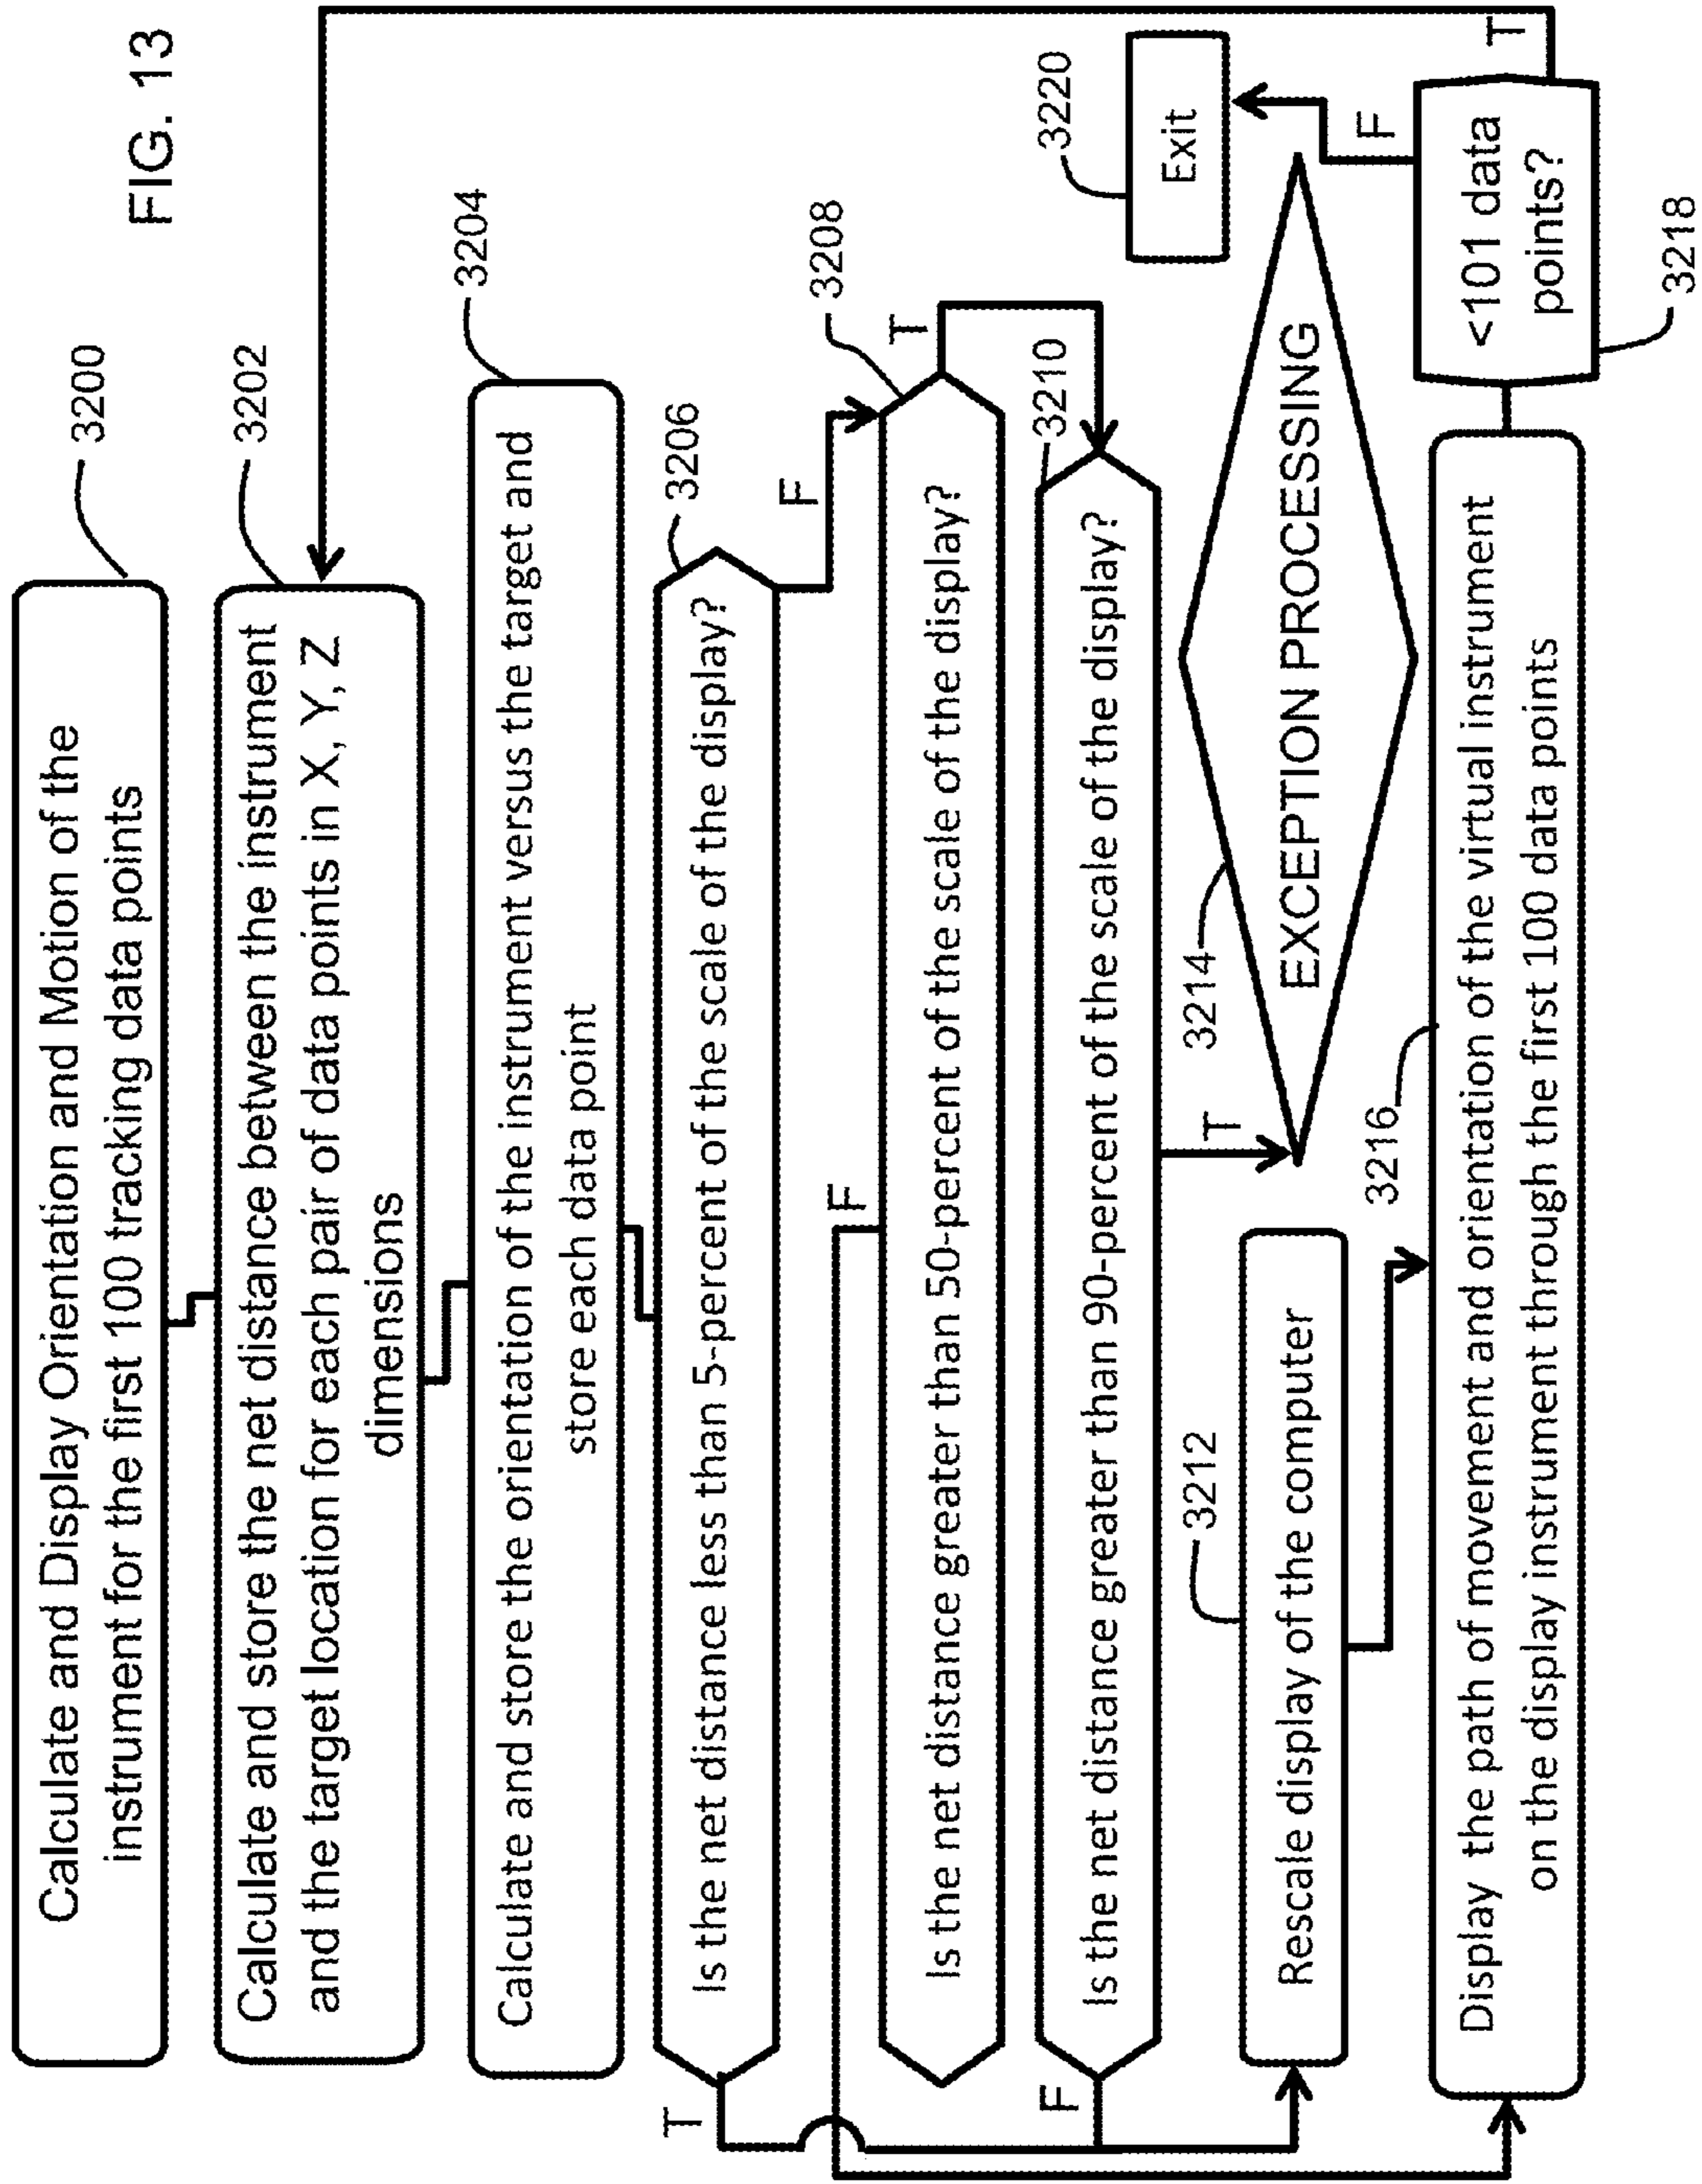 FIG. 13
3200
Calculate and Display Orientation and Motion of the
instrument for the first 100 tracking data points
3202
Calculate and store the net distance between the instrument
and the target location for each pair of data points in X, Y, Z
dimensions
3204
Calculate and store the orientation of the instrument versus the target and
store each data point
3206
Is the net distance less than 5-percent of the scale of the display?
T
F
3208
Is the net distance greater than 50-percent of the scale of the display?
F
T
3210
Is the net distance greater than 90-percent of the scale of the display?
F
T
3212
Rescale display of the computer
3214
EXCEPTION PROCESSING
3220
Exit
3216
Display the path of movement and orientation of the virtual instrument
on the display instrument through the first 100 data points
F
T
<101 data
points?
3218